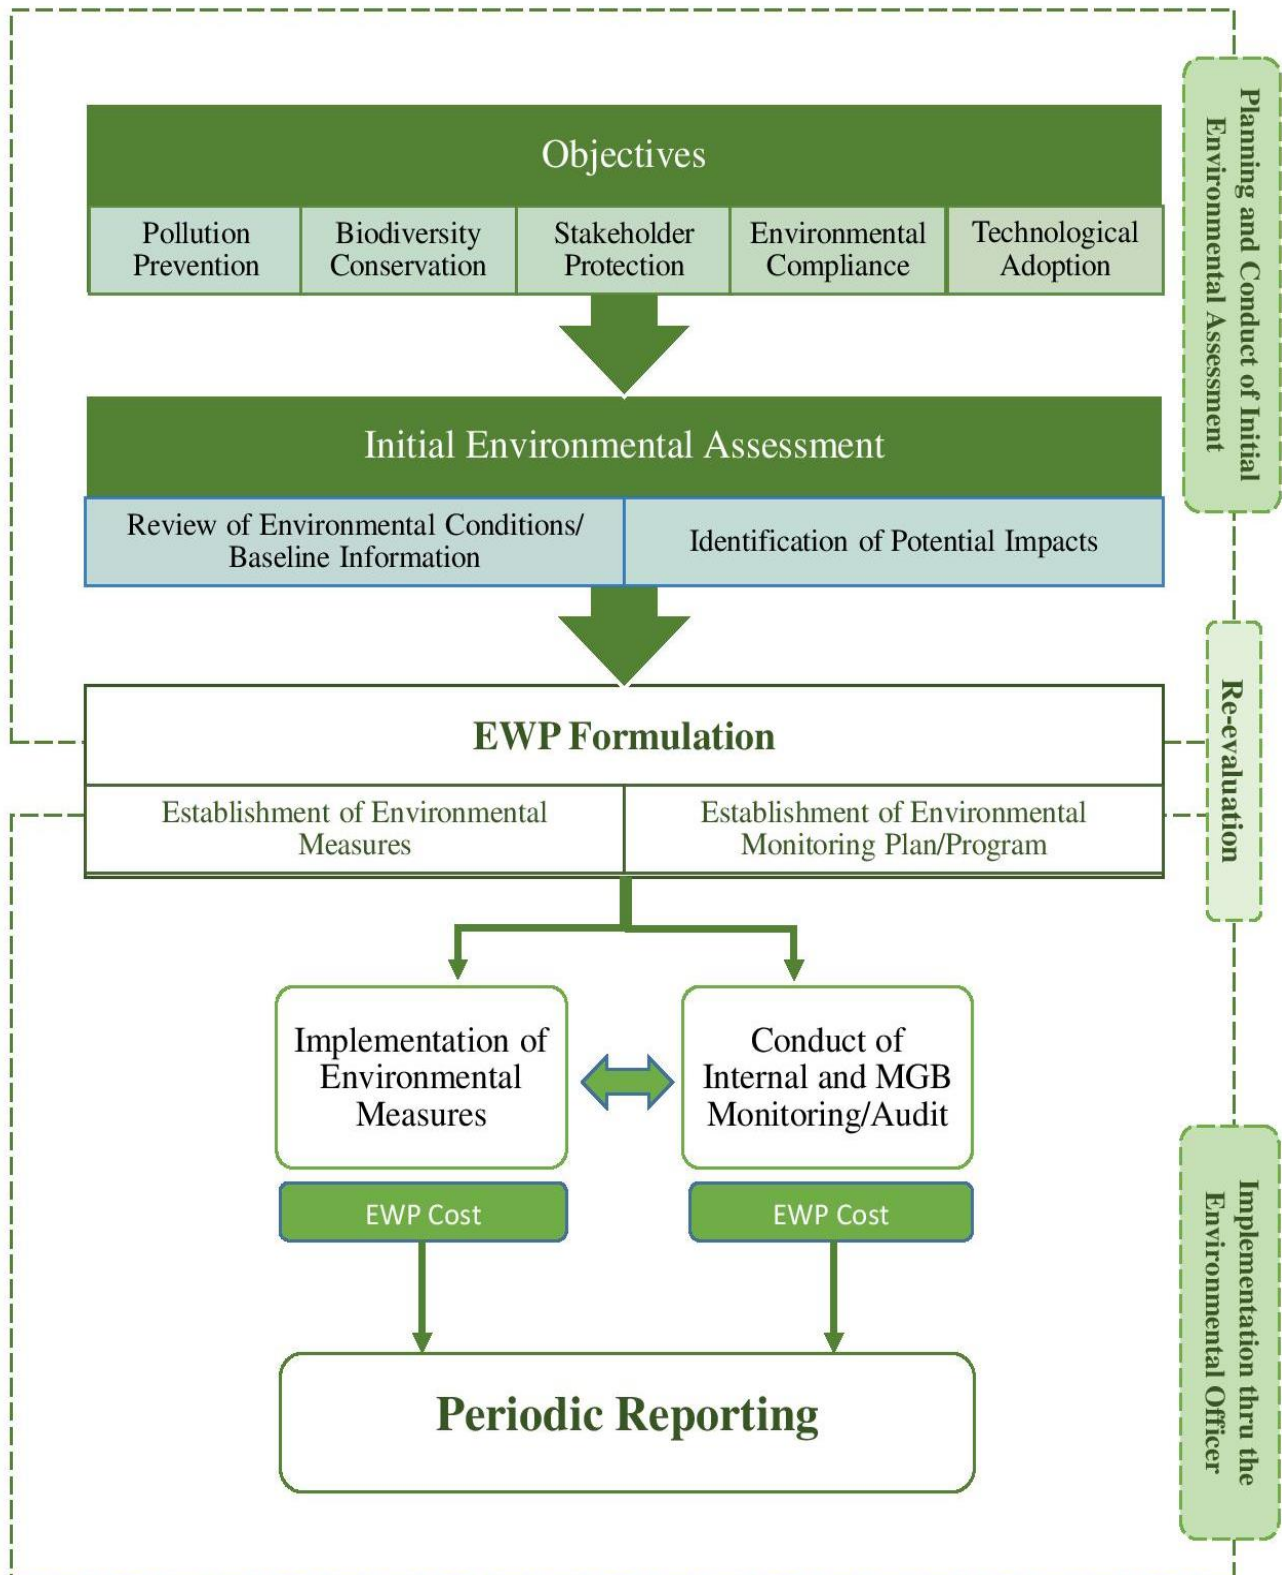 Objectives
Pollution
Prevention
Biodiversity
Conservation
Stakeholder
Protection
Environmental
Compliance
Technological
Adoption
Planning and Conduct of Initial
Environmental Assessment
Initial Environmental Assessment
Review of Environmental Conditions/
Baseline Information
Identification of Potential Impacts
EWP Formulation
Establishment of Environmental
Measures
Establishment of Environmental
Monitoring Plan/Program
Re-evaluation
Implementation of
Environmental
Measures
Conduct of
Internal and MGB
Monitoring/Audit
EWP Cost
EWP Cost
Periodic Reporting
Implementation thru the
Environmental Officer